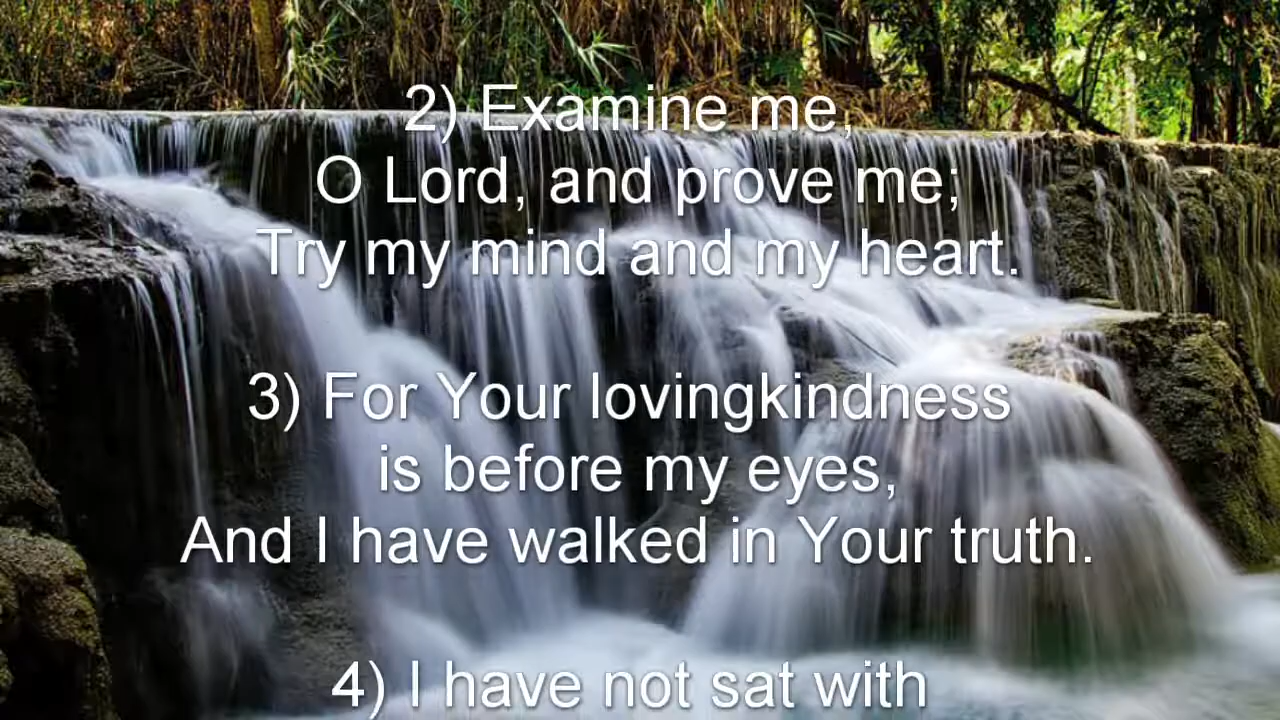 2) Examine me,
O Lord, and prove me;
Try my mind and my heart.
3) For Your lovingkindness
is before my eyes,
And I have walked in Your truth.
4) I have not sat with